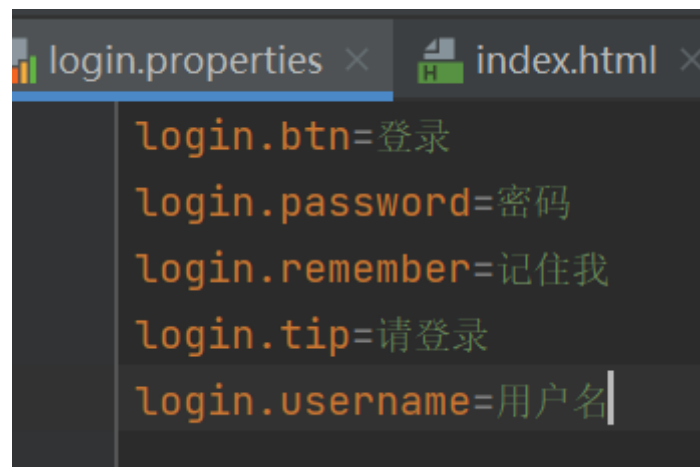 login.properties × index.html ×
login.btn=登录
login.password=密码
login.remember=记住我
login.tip=请登录
login.username=用户名